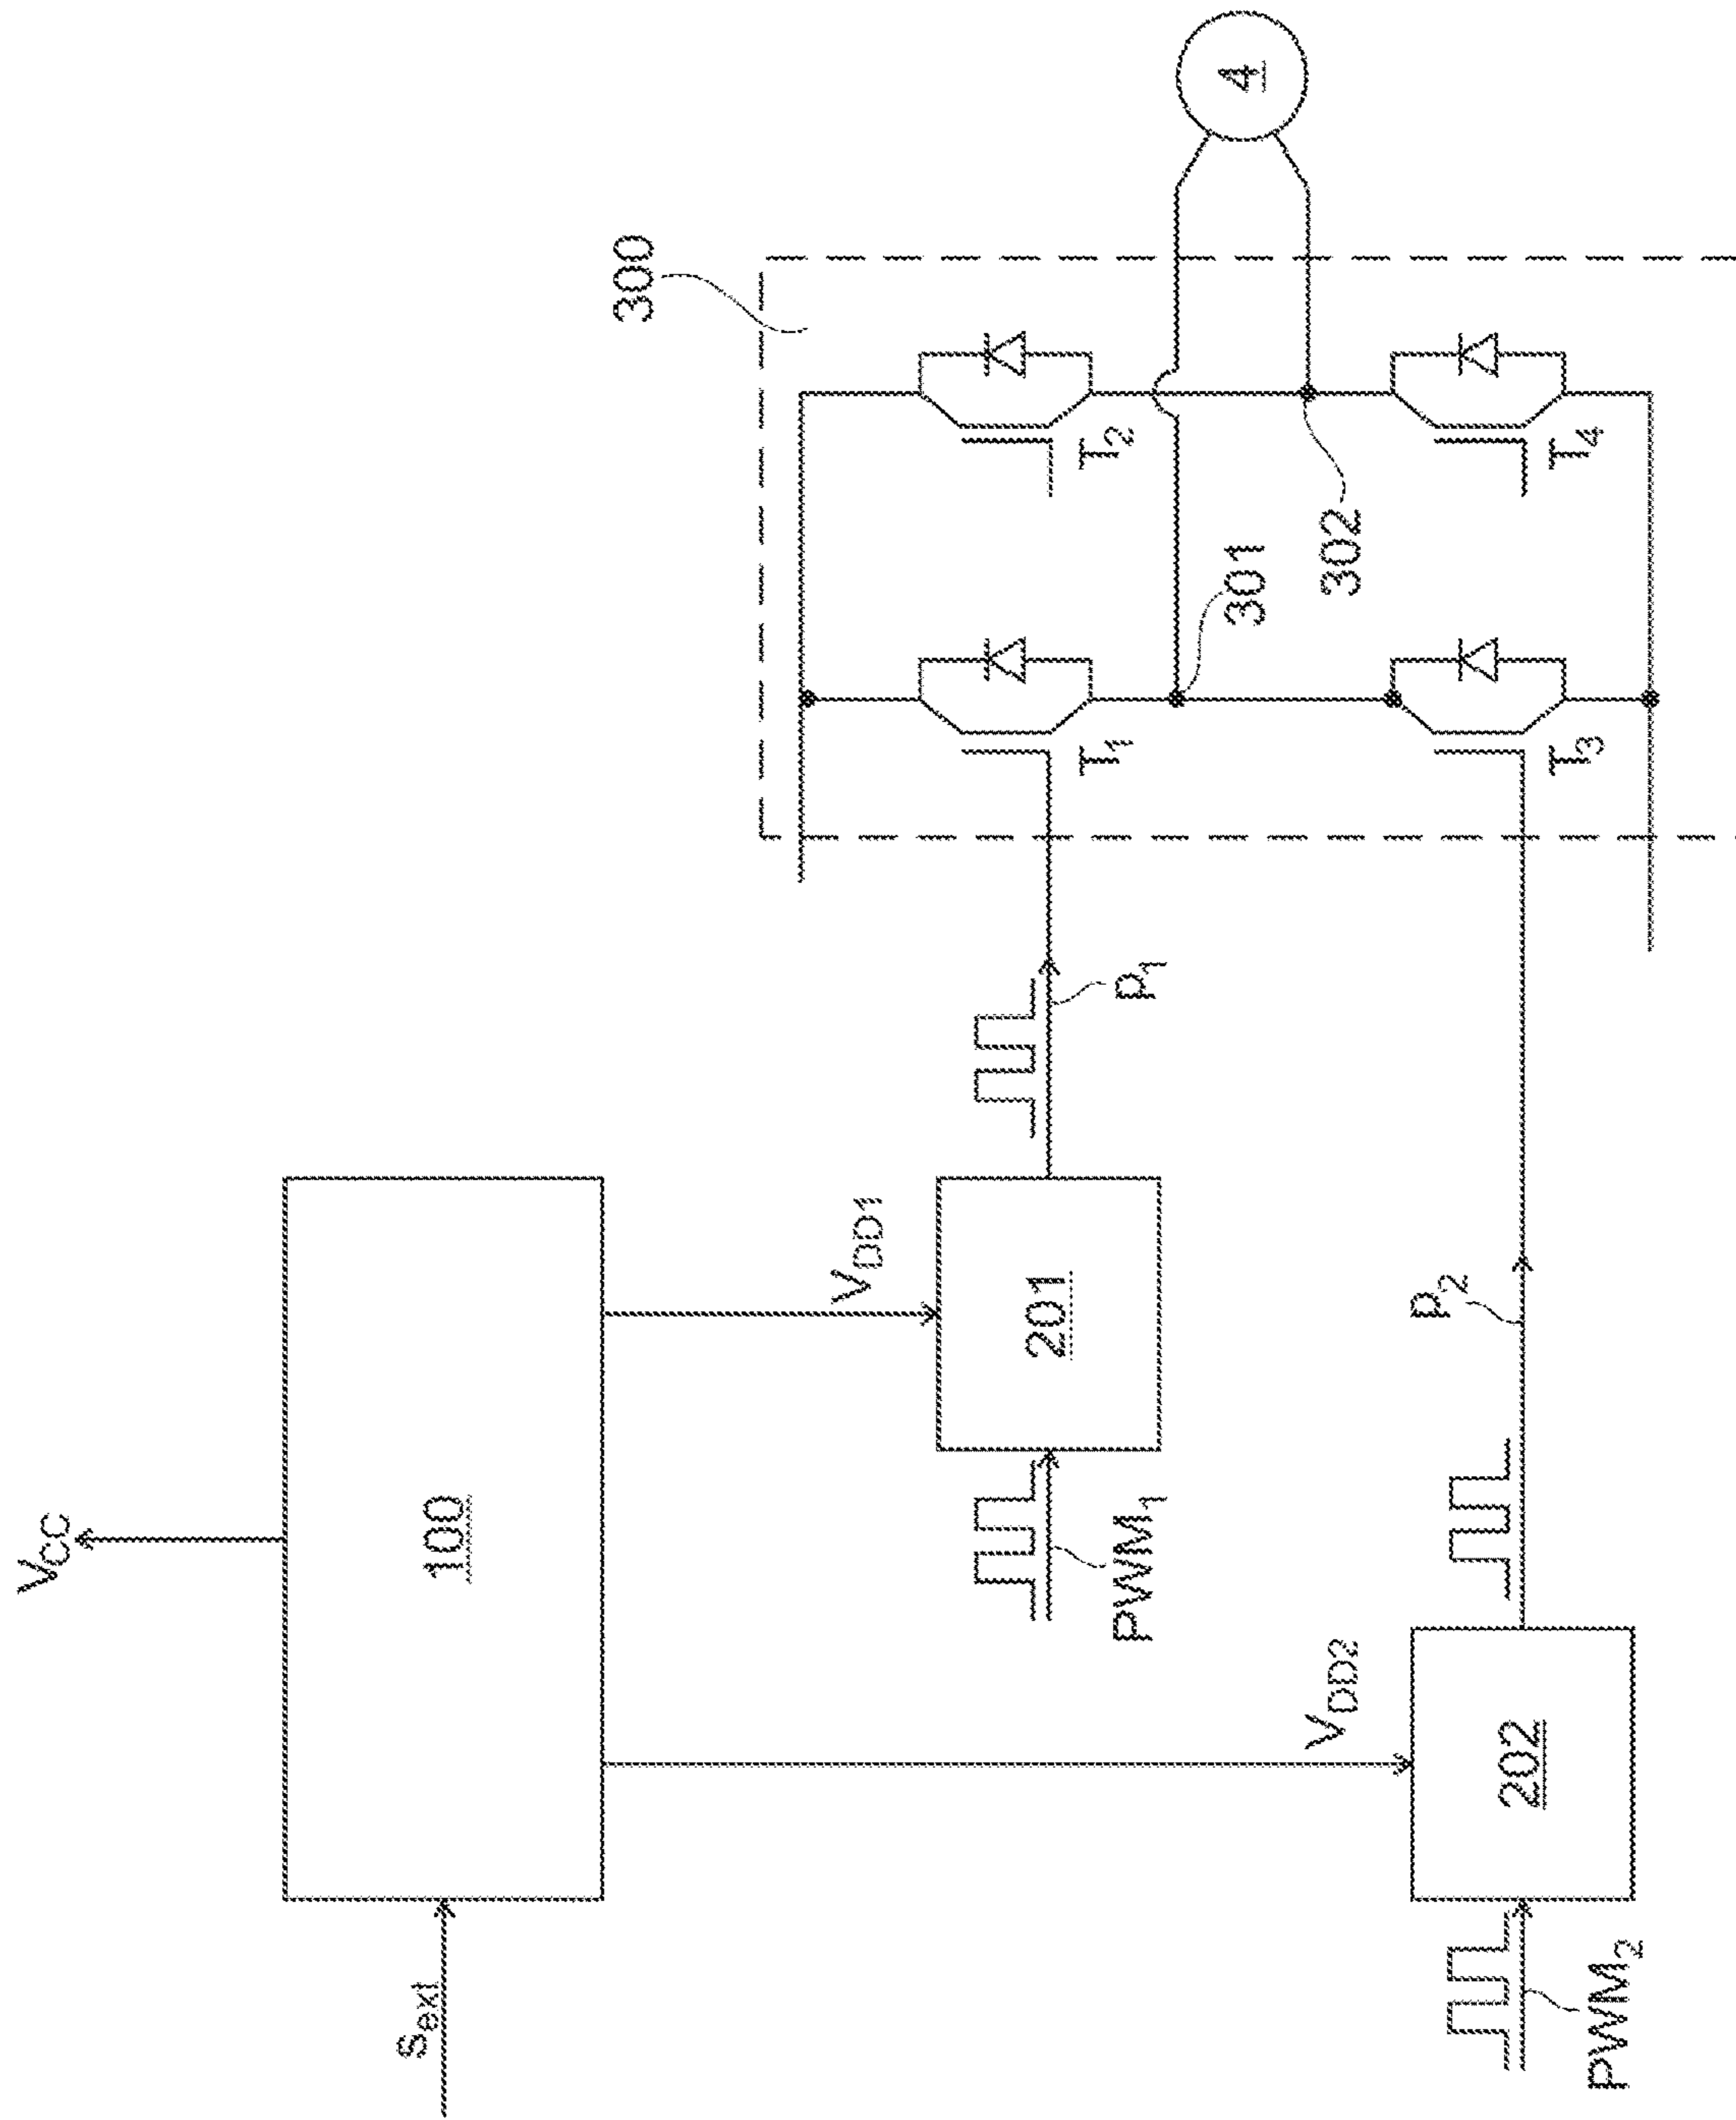 V_CC
s_ext
100
V_DD1
V_DD2
PWM_1
201
p_1
PWM_2
202
p_2
300
T_1
T_2
301
302
T_3
T_4
4